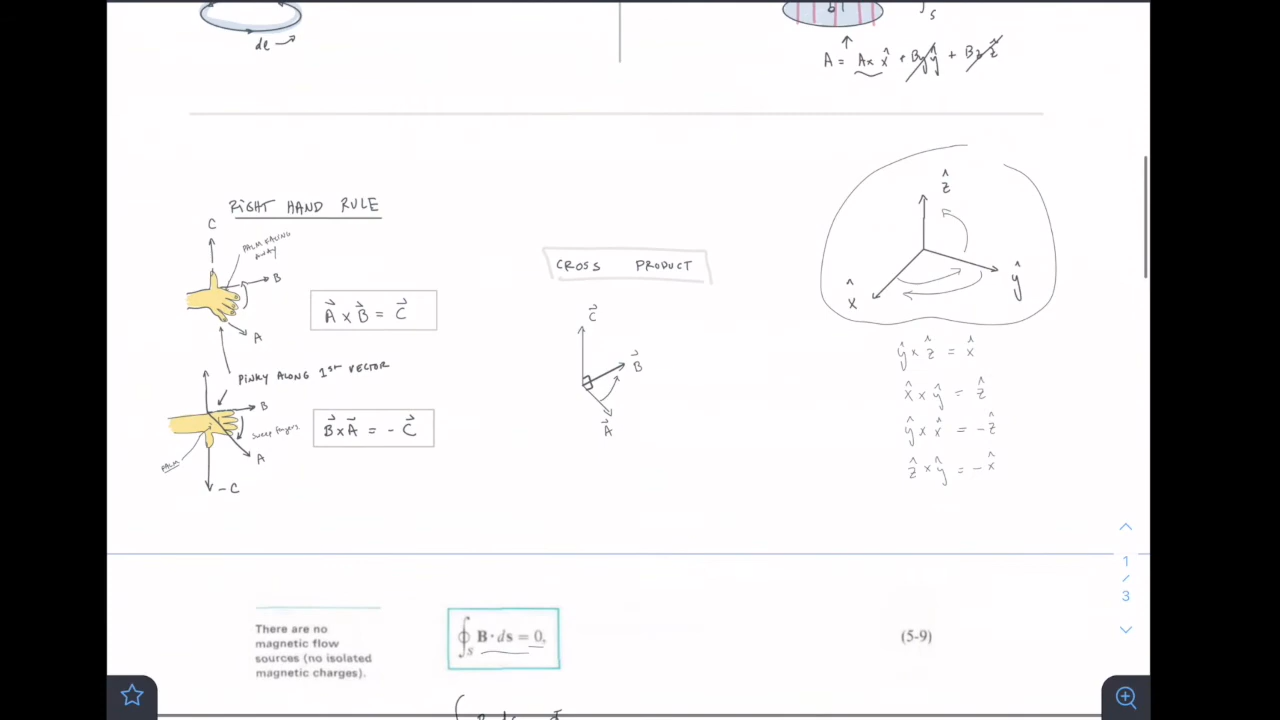 dl →
A = Ax x̂ + By ŷ + Bz ẑ
RIGHT HAND RULE
C
PALM FACING
AWAY
B
A
A⃗ x B⃗ = C⃗
PINKY ALONG 1ST VECTOR
B
sweep fingers
A
PALM
-C
B⃗ x A⃗ = - C⃗
CROSS PRODUCT
C⃗
B⃗
A⃗
ẑ
x̂
ŷ
ŷ x ẑ = x̂
x̂ x ŷ = ẑ
ŷ x x̂ = -ẑ
ẑ x ŷ = -x̂
There are no
magnetic flow
sources (no isolated
magnetic charges).
∮s B · ds = 0,
(5-9)
1
/
3